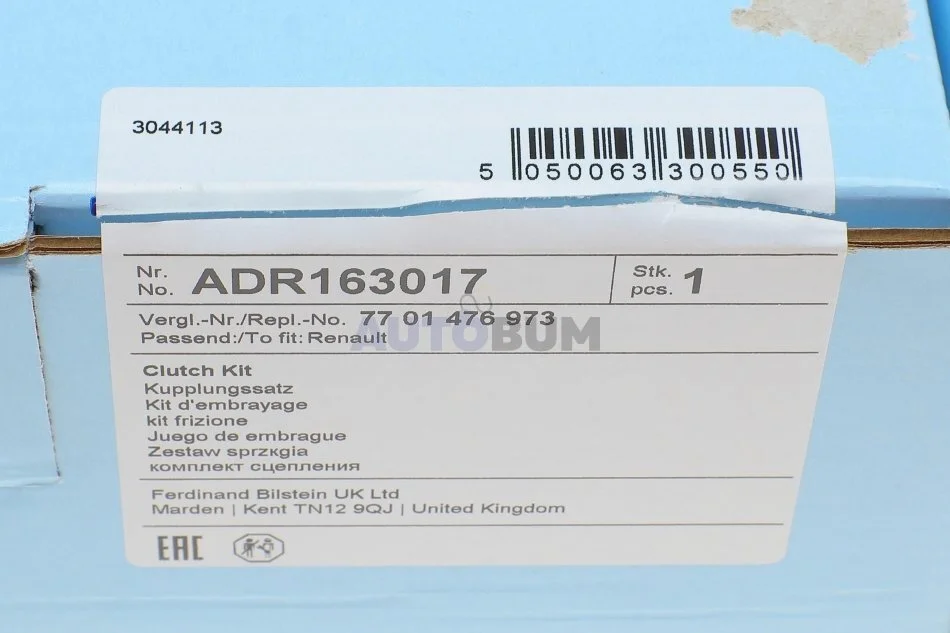 3044113
5 050063 300550
Nr.
No. ADR163017
Stk.
pcs. 1
Vergl.-Nr./Repl.-No. 77 01 476 973
Passend:/To fit: Renault
AUTOBUM
Clutch Kit
Kupplungssatz
Kit d'embrayage
kit frizione
Juego de embrague
Zestaw sprzкgia
комплект сцепления
Ferdinand Bilstein UK Ltd
Marden | Kent TN12 9QJ | United Kingdom
EAC